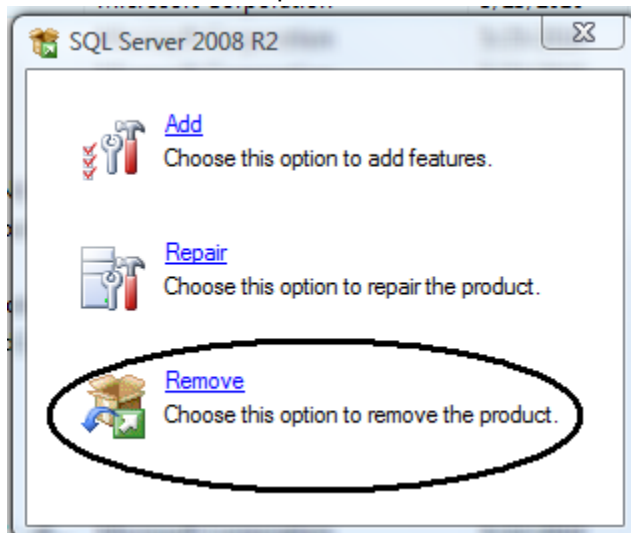 SQL Server 2008 R2
Add
Choose this option to add features.
Repair
Choose this option to repair the product.
Remove
Choose this option to remove the product.